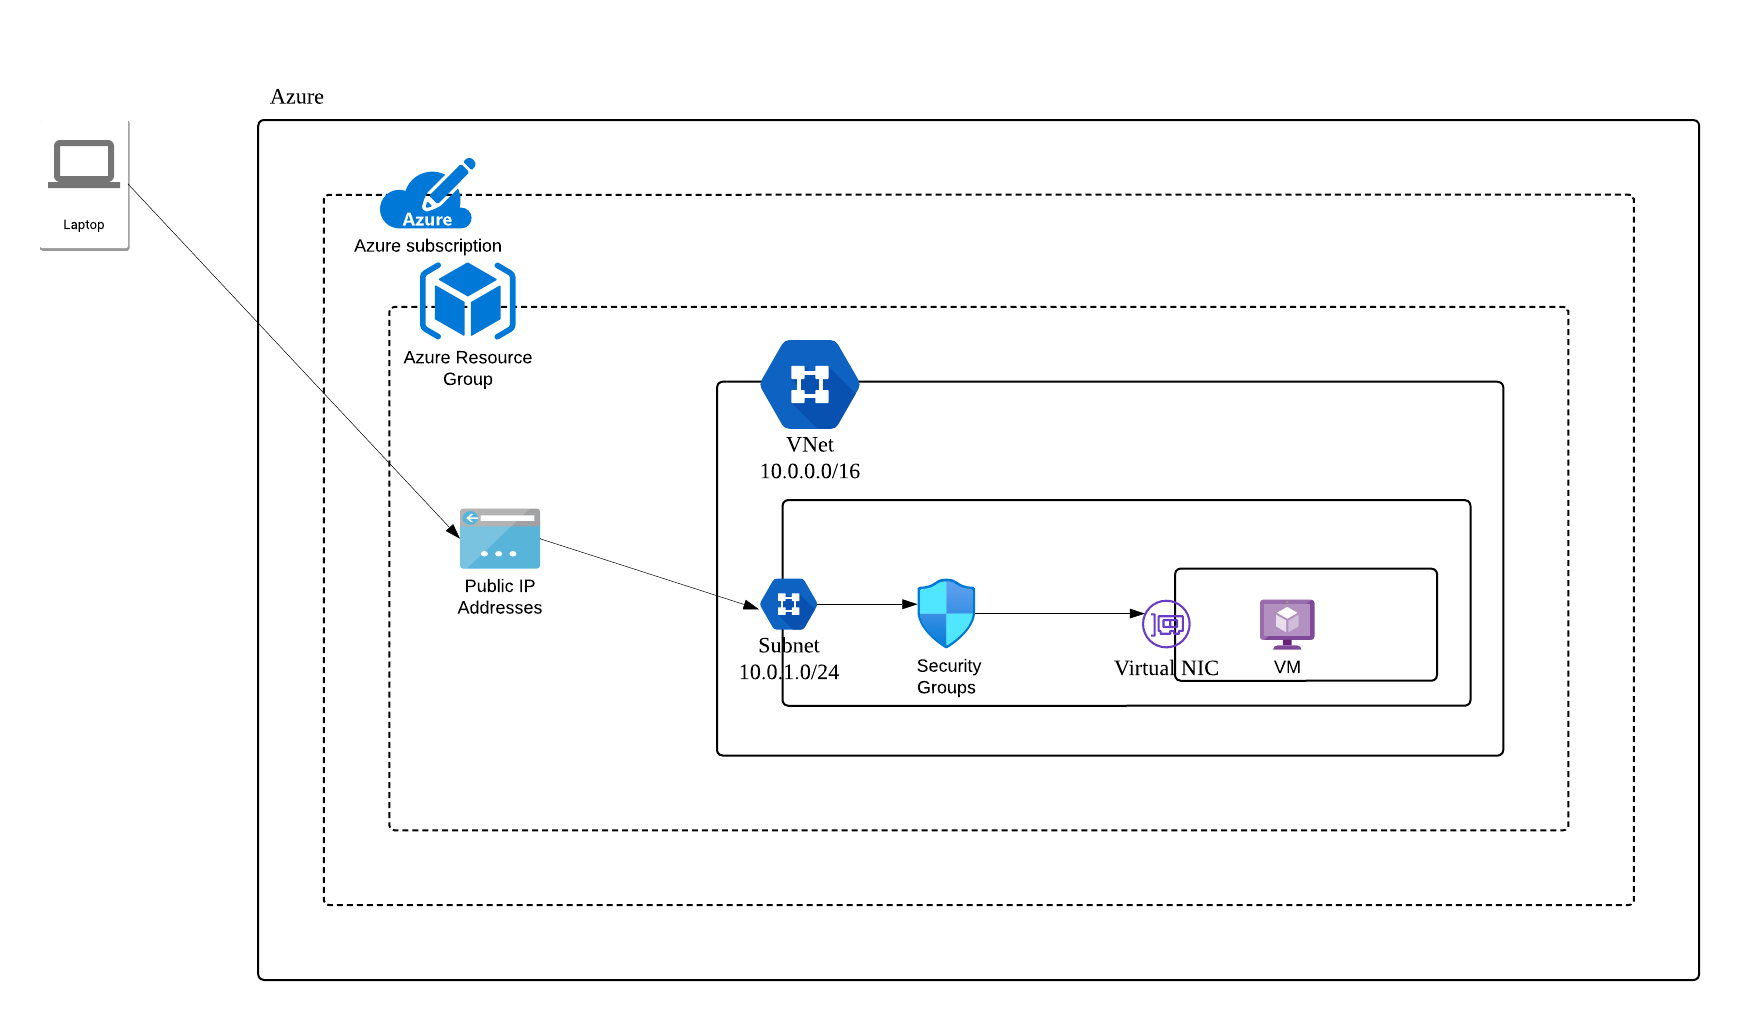 Azure
Laptop
Azure
Azure subscription
Azure Resource
Group
VNet
10.0.0.0/16
Public IP
Addresses
Subnet
10.0.1.0/24
Security
Groups
Virtual NIC
VM